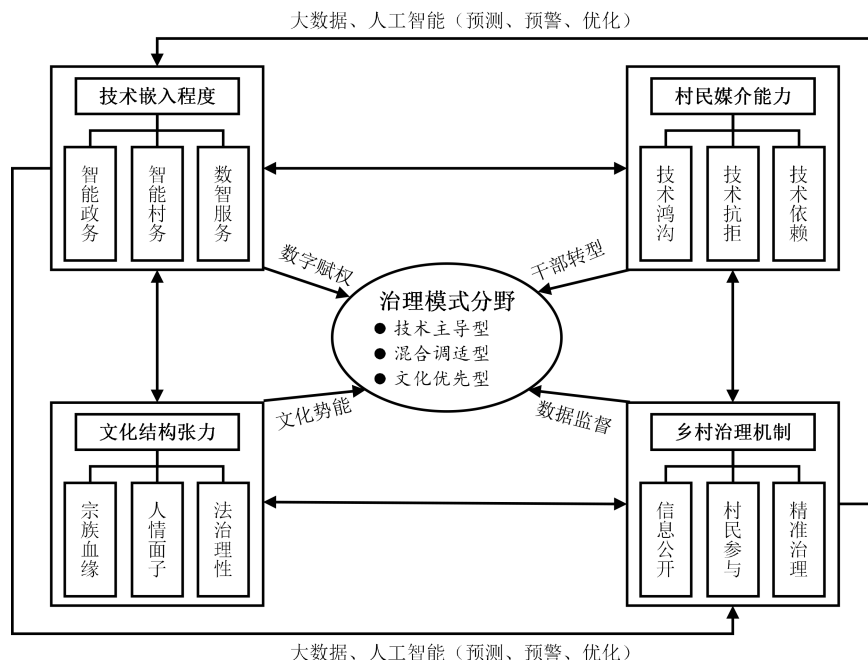 大数据、人工智能（预测、预警、优化）
技术嵌入程度
智能政务
智能村务
数智服务
村民媒介能力
技术鸿沟
技术抗拒
技术依赖
数字赋权
干部转型
治理模式分野
● 技术主导型
● 混合调适型
● 文化优先型
文化势能
数据监督
文化结构张力
宗族血缘
人情面子
法治理性
乡村治理机制
信息公开
村民参与
精准治理
大数据、人工智能（预测、预警、优化）